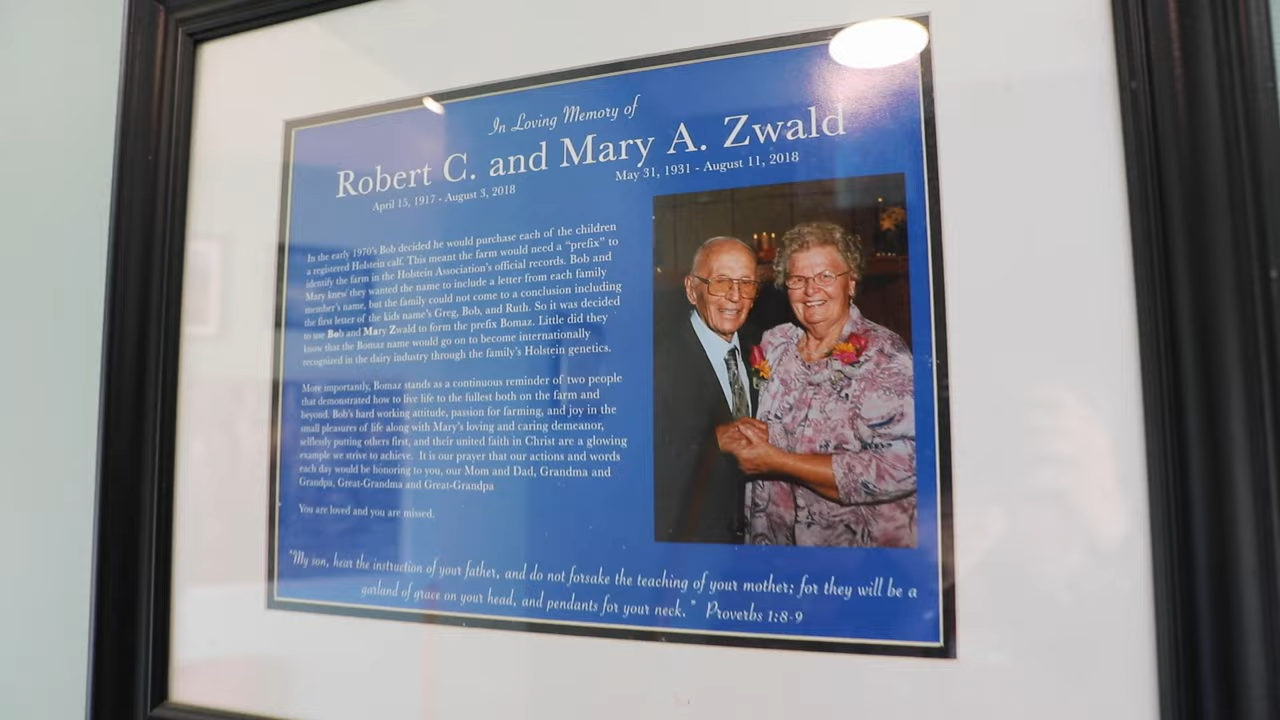 In Loving Memory of
Robert C. and Mary A. Zwald
April 15, 1917 - August 3, 2018
May 31, 1931 - August 11, 2018
In the early 1970's Bob decided he would purchase each of the children
a registered Holstein calf. This meant the farm would need a “prefix” to
identify the farm in the Holstein Association's official records. Bob and
Mary knew they wanted the name to include a letter from each family
member's name, but the family could not come to a conclusion including
the first letter of the kids name's Greg, Bob, and Ruth. So it was decided
to use Bob and Mary Zwald to form the prefix Bomaz. Little did they
know that the Bomaz name would go on to become internationally
recognized in the dairy industry through the family's Holstein genetics.
More importantly, Bomaz stands as a continuous reminder of two people
that demonstrated how to live life to the fullest both on the farm and
beyond. Bob's hard working attitude, passion for farming, and joy in the
small pleasures of life along with Mary's loving and caring demeanor,
selflessly putting others first, and their united faith in Christ are a glowing
example we strive to achieve. It is our prayer that our actions and words
each day would be honoring to you, our Mom and Dad, Grandma and
Grandpa, Great-Grandma and Great-Grandpa
You are loved and you are missed.
"My son, hear the instruction of your father, and do not forsake the teaching of your mother; for they will be a
garland of grace on your head, and pendants for your neck." Proverbs 1:8-9